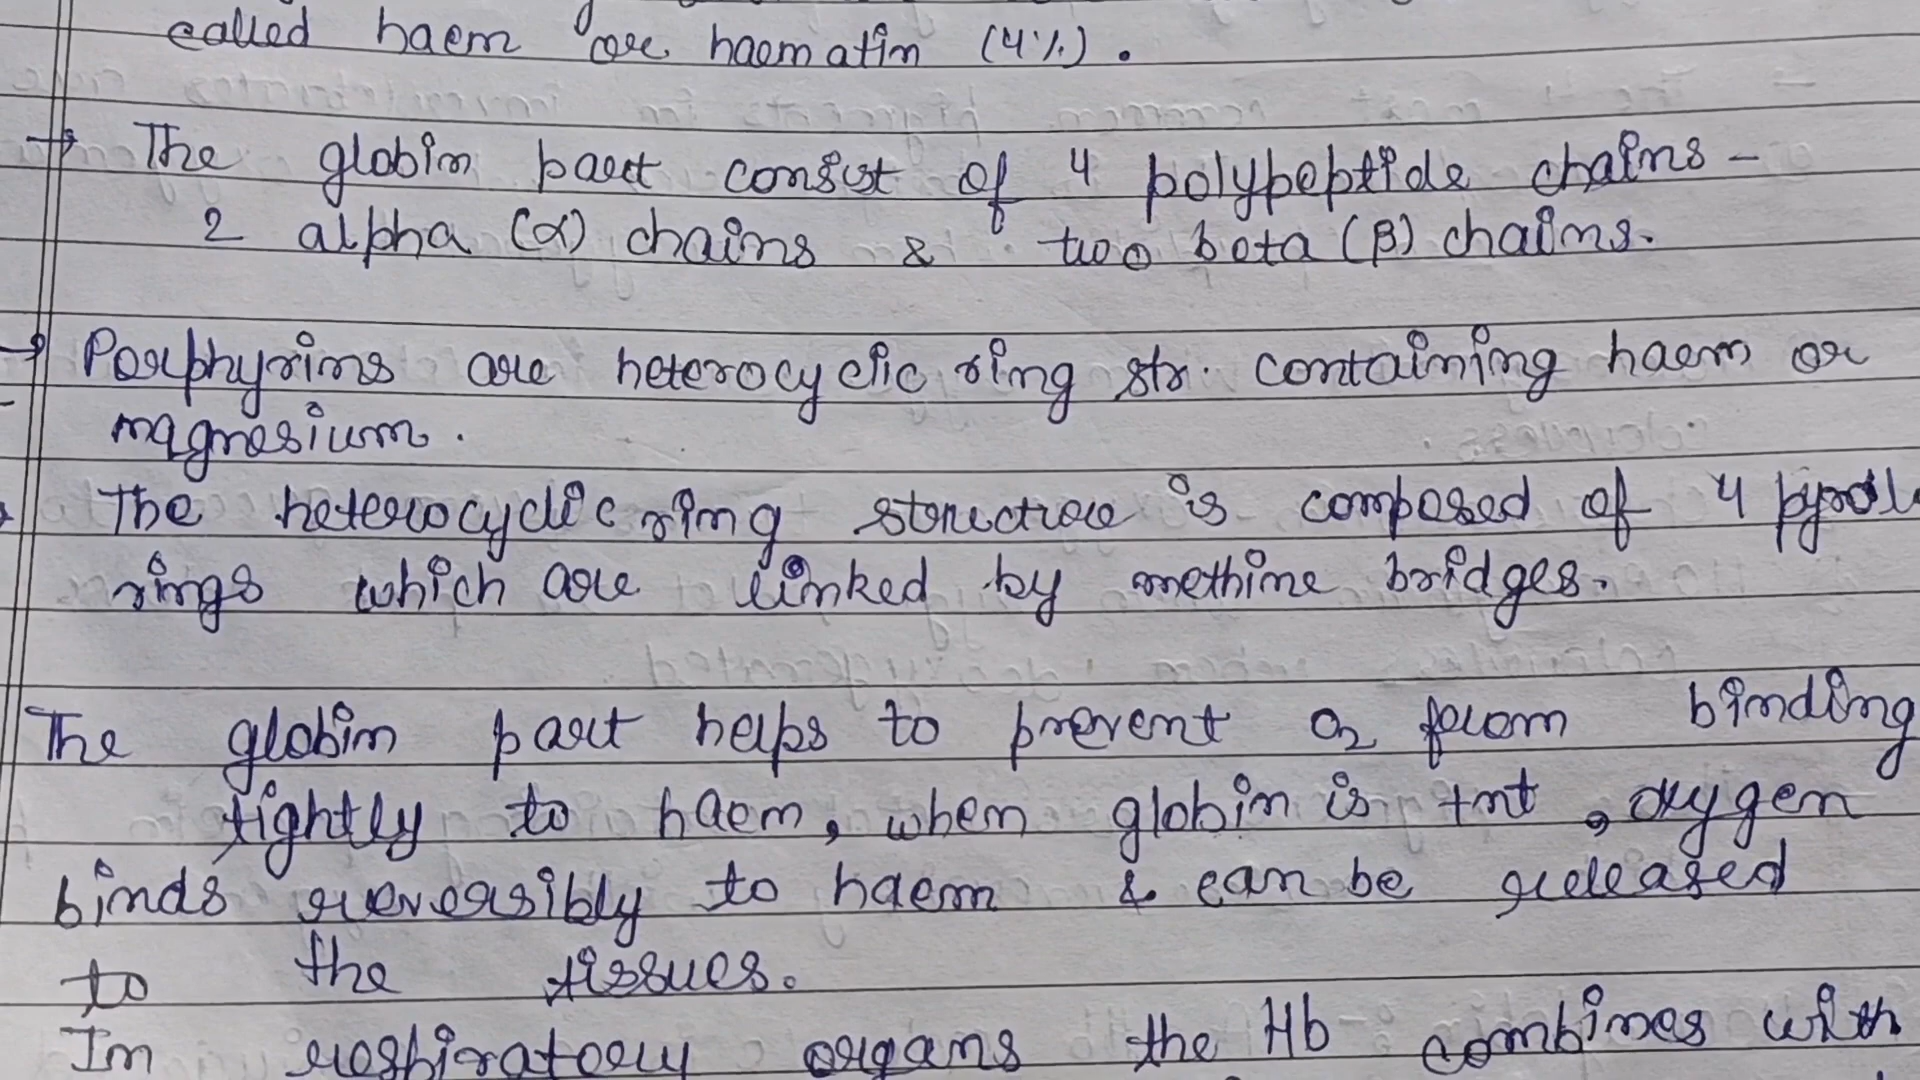 called haem or haematin (4%).
→ The globin part consist of 4 polypeptide chains -
2 alpha (α) chains & two beta (β) chains.
→ Porphyrins are heterocyclic ring str. containing haem or
magnesium.
The heterocyclic ring structure is composed of 4 pyrol
rings which are linked by methine bridges.
The globin part helps to prevent O2 from binding
tightly to haem, when globin is +nt, oxygen
binds reversibly to haem & can be released
to the tissues.
In respiratory organs the Hb combines with